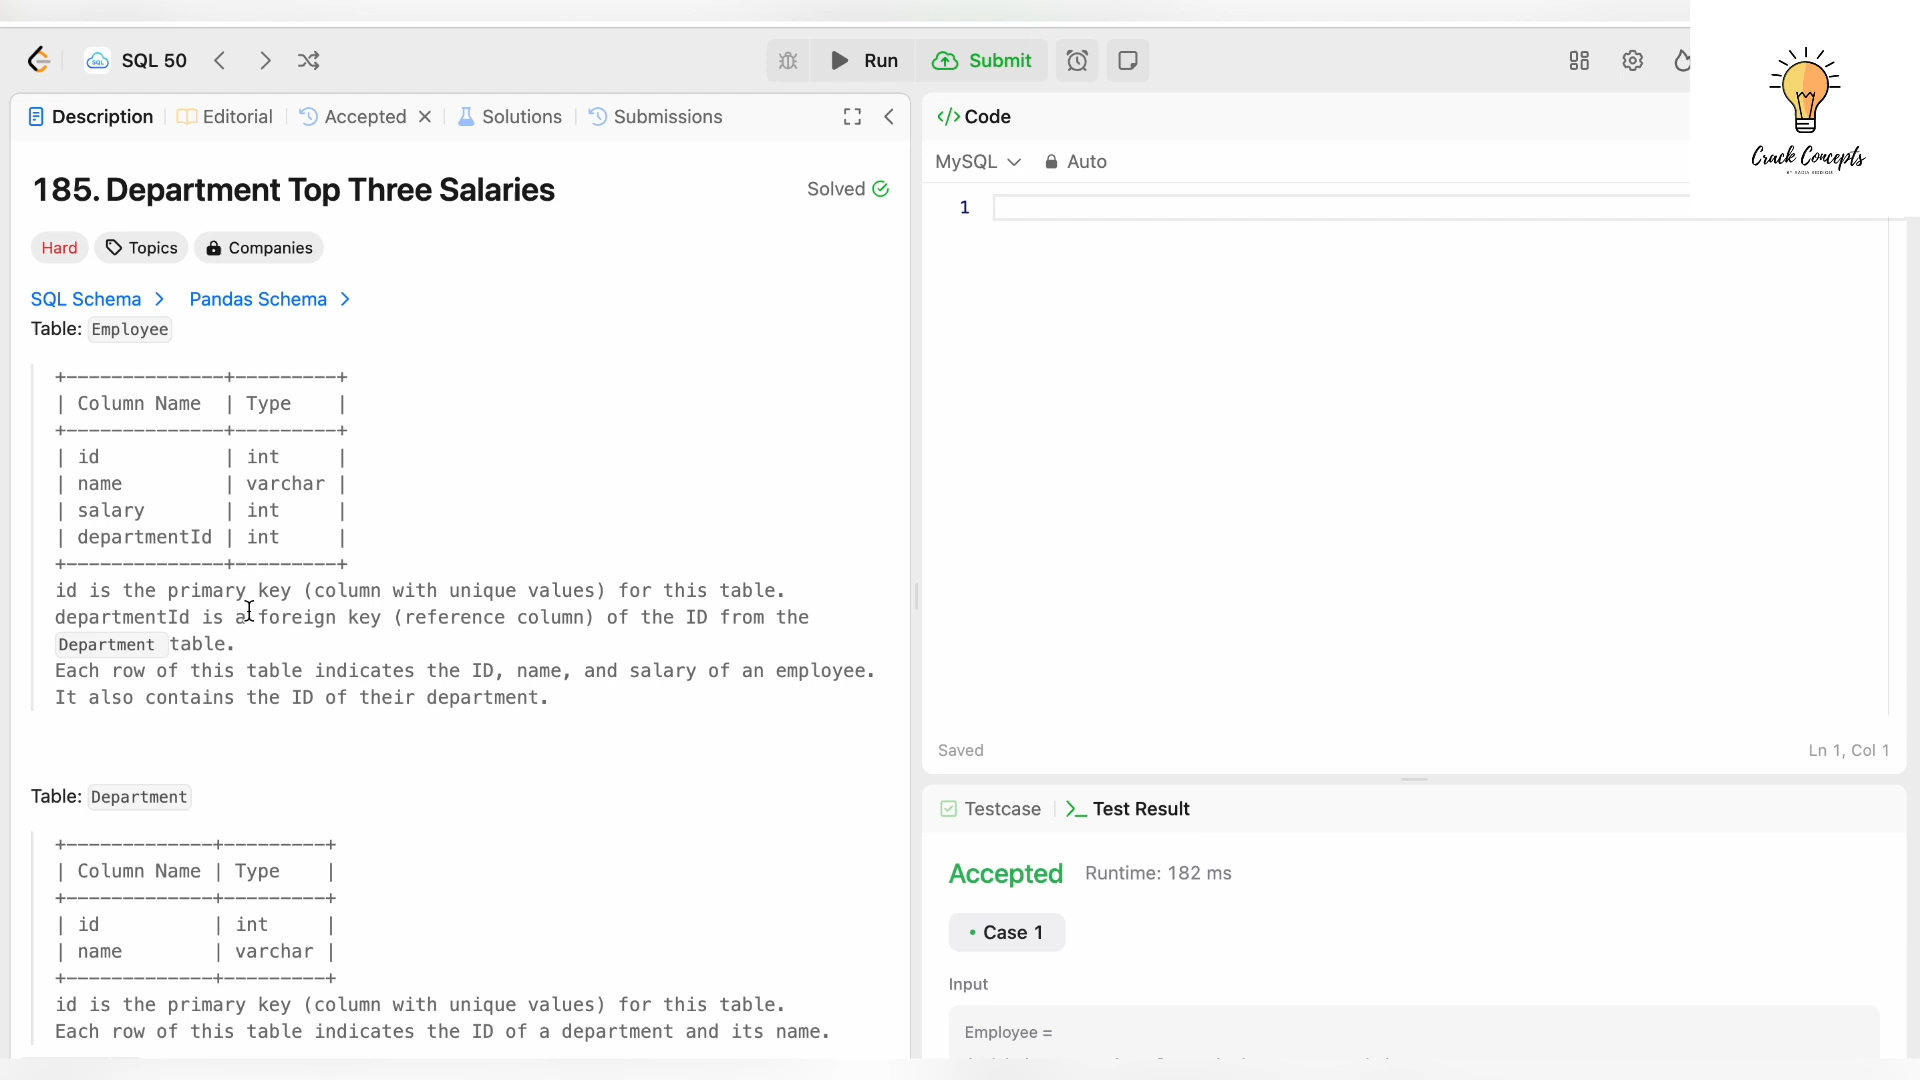 SQL 50
Run
Submit
Crack Concepts
Description
Editorial
Accepted
Solutions
Submissions
185. Department Top Three Salaries
Solved
Hard
Topics
Companies
SQL Schema
Pandas Schema
Table: Employee
+--------------+---------+
| Column Name  | Type    |
+--------------+---------+
| id           | int     |
| name         | varchar |
| salary       | int     |
| departmentId | int     |
+--------------+---------+
id is the primary key (column with unique values) for this table.
departmentId is a foreign key (reference column) of the ID from the
Department table.
Each row of this table indicates the ID, name, and salary of an employee.
It also contains the ID of their department.
Table: Department
+-------------+---------+
| Column Name | Type    |
+-------------+---------+
| id          | int     |
| name        | varchar |
+-------------+---------+
id is the primary key (column with unique values) for this table.
Each row of this table indicates the ID of a department and its name.
</> Code
MySQL
Auto
1
Saved
Ln 1, Col 1
Testcase
>_ Test Result
Accepted
Runtime: 182 ms
• Case 1
Input
Employee =